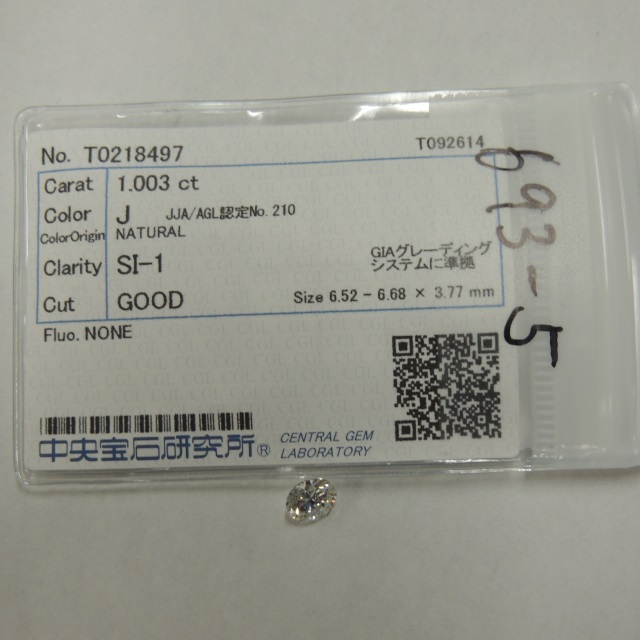 No. T0218497 T092614
Carat 1.003 ct
Color J JJA/AGL認定No. 210
ColorOrigin NATURAL
Clarity SI-1 GIAグレーディング
システムに準拠
Cut GOOD Size 6.52 - 6.68 × 3.77 mm
Fluo. NONE
中央宝石研究所® CENTRAL GEM
LABORATORY
693-5